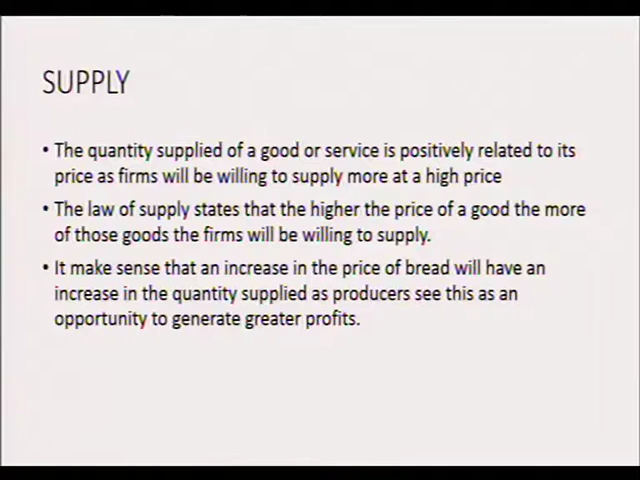 SUPPLY
• The quantity supplied of a good or service is positively related to its
price as firms will be willing to supply more at a high price
• The law of supply states that the higher the price of a good the more
of those goods the firms will be willing to supply.
• It make sense that an increase in the price of bread will have an
increase in the quantity supplied as producers see this as an
opportunity to generate greater profits.